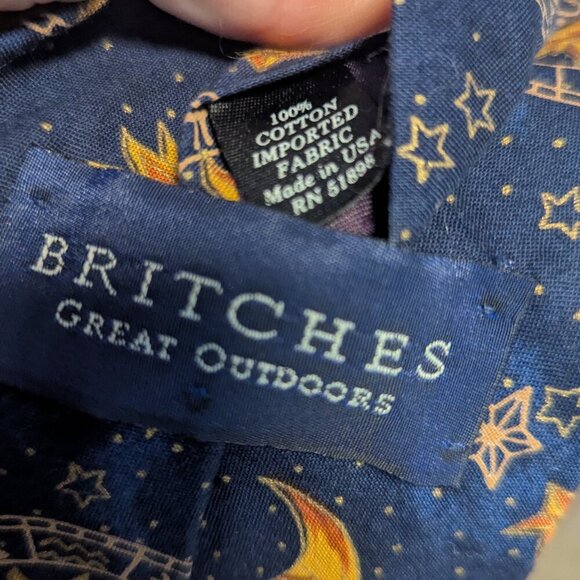 100%
COTTON
IMPORTED
FABRIC
Made in USA
RN 51898
BRITCHES
GREAT OUTDOORS